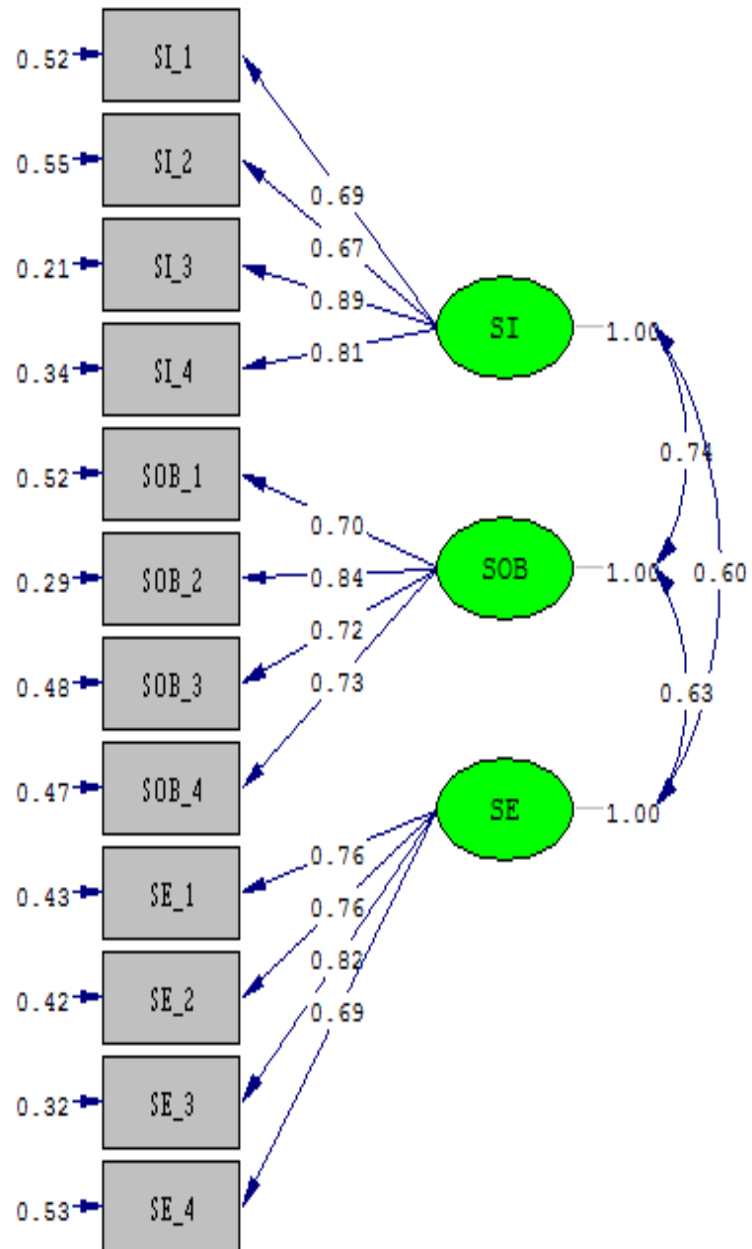 0.52 SI_1
0.69
0.55 SI_2
0.67
0.21 SI_3
0.89
SI 1.00
0.34 SI_4
0.81
0.74
0.52 SOB_1
0.70
0.29 SOB_2
0.84
SOB 1.00 0.60
0.72
0.48 SOB_3
0.73
0.63
0.47 SOB_4
SE 1.00
0.76
0.43 SE_1
0.76
0.82
0.42 SE_2
0.69
0.32 SE_3
0.53 SE_4